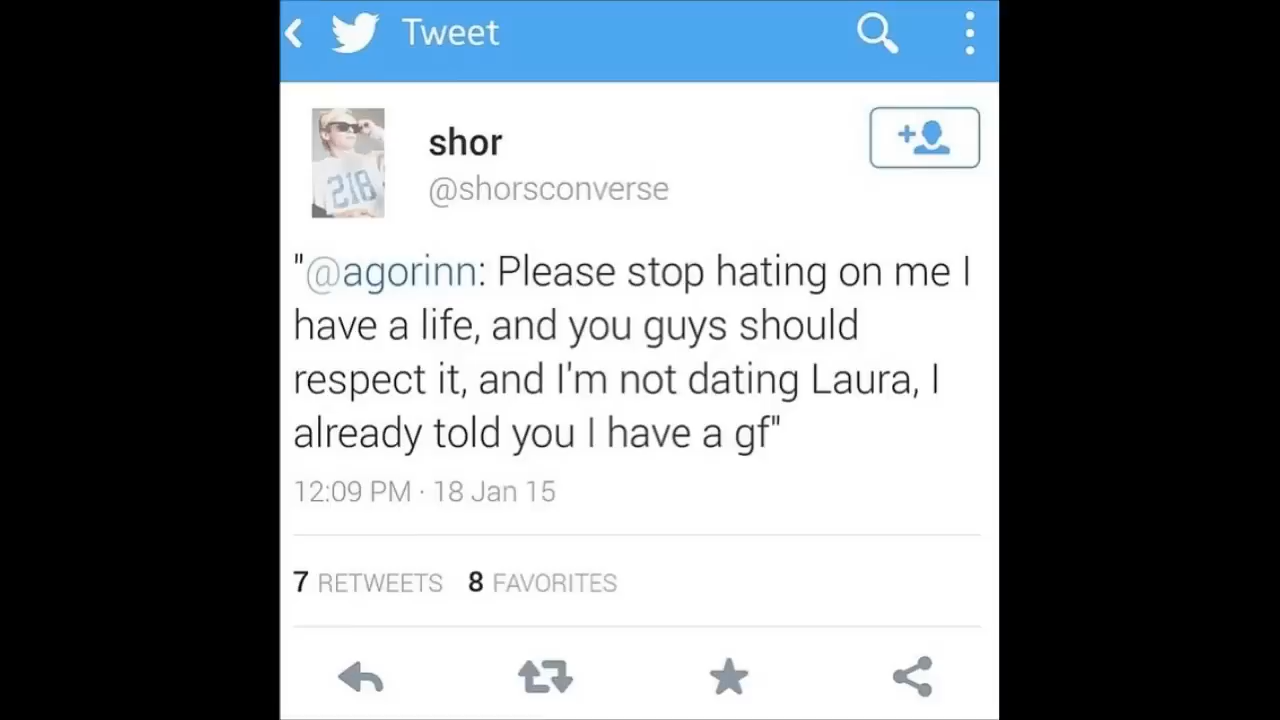 Tweet
218
shor
@shorsconverse
"@agorinn: Please stop hating on me I
have a life, and you guys should
respect it, and I'm not dating Laura, I
already told you I have a gf"
12:09 PM · 18 Jan 15
7 RETWEETS 8 FAVORITES